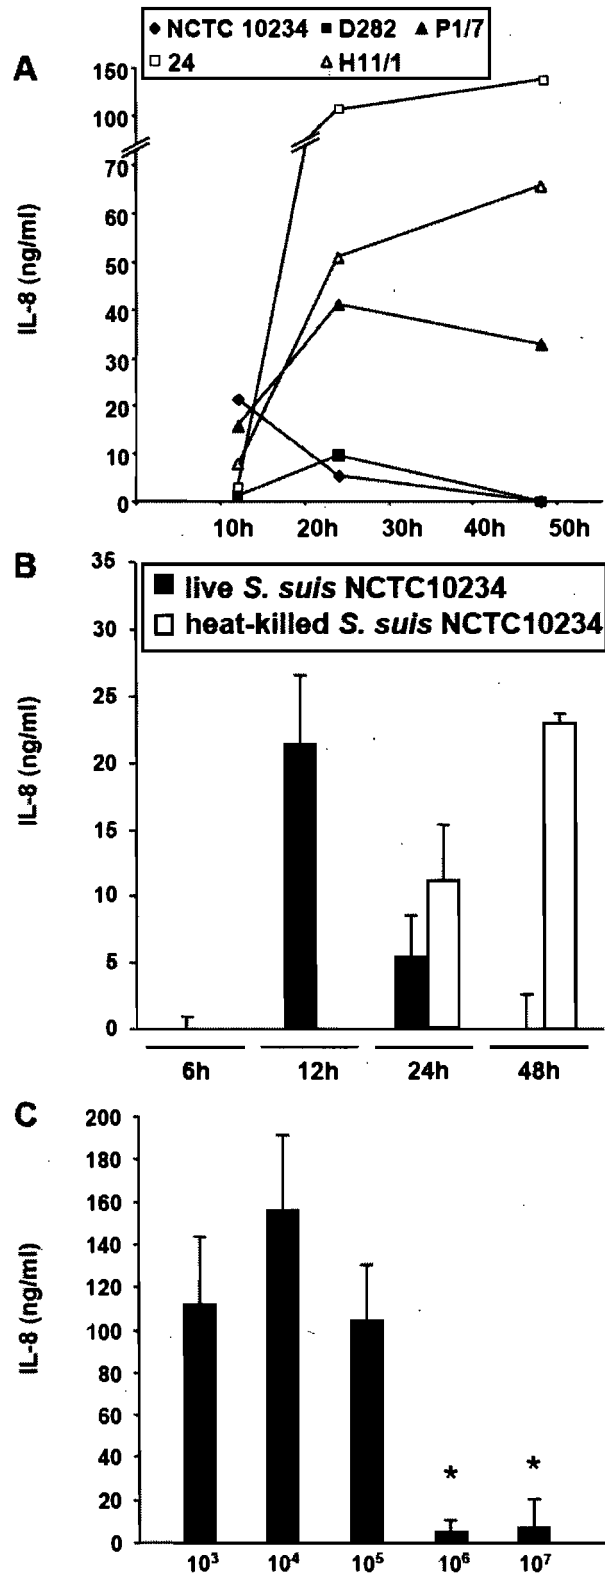 NCTC 10234 D282 P1/7
24 H11/1
A
150
100
70
60
50
40
30
20
10
0
IL-8 (ng/ml)
10h 20h 30h 40h 50h
B
live S. suis NCTC10234
heat-killed S. suis NCTC10234
35
30
25
20
15
10
5
0
IL-8 (ng/ml)
6h 12h 24h 48h
C
200
180
160
140
120
100
80
60
40
20
0
IL-8 (ng/ml)
* *
10³ 10⁴ 10⁵ 10⁶ 10⁷